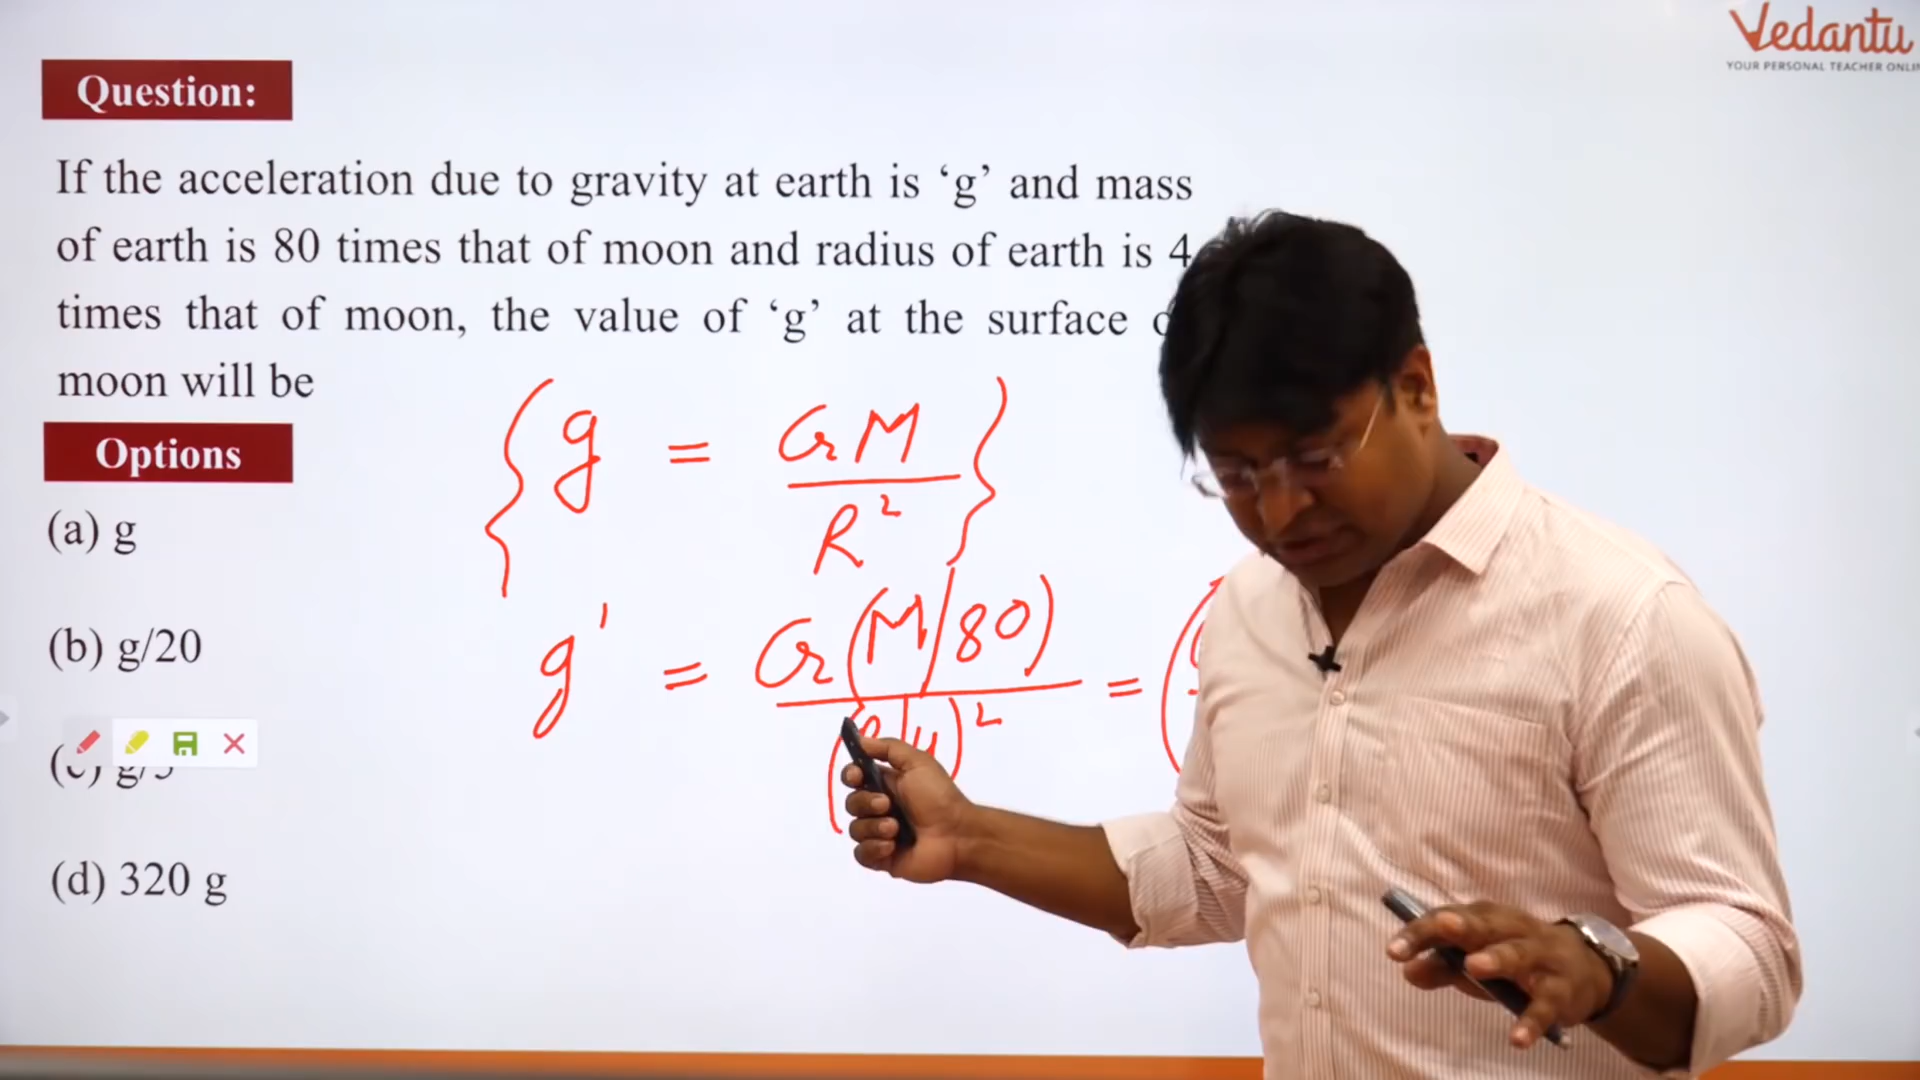 Vedantu
YOUR PERSONAL TEACHER ONLI
Question:
If the acceleration due to gravity at earth is ‘g’ and mass
of earth is 80 times that of moon and radius of earth is 4
times that of moon, the value of ‘g’ at the surface
moon will be
Options
(a) g
(b) g/20
(d) 320 g
{ g = GM / R² }
g' = G(M/80) / (R/4)² = (